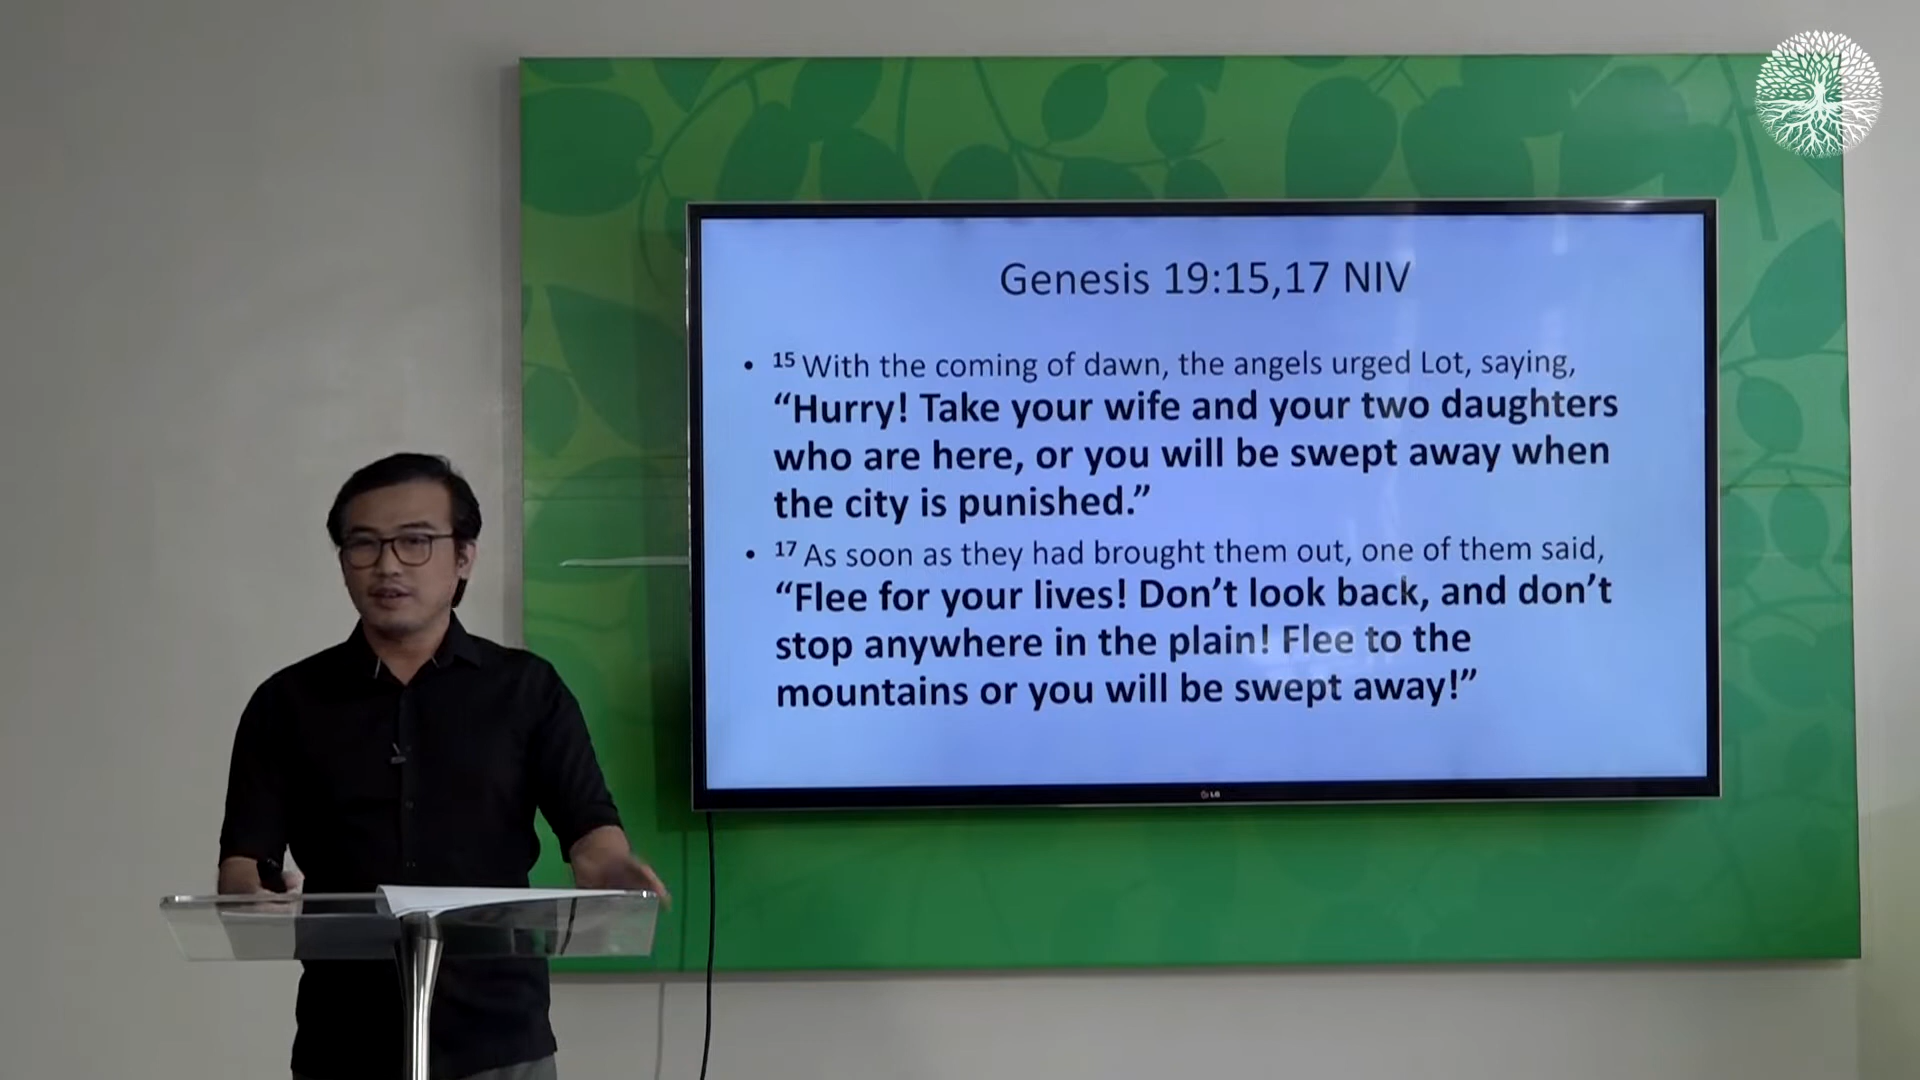 Genesis 19:15,17 NIV
• 15 With the coming of dawn, the angels urged Lot, saying,
“Hurry! Take your wife and your two daughters
who are here, or you will be swept away when
the city is punished.”
• 17 As soon as they had brought them out, one of them said,
“Flee for your lives! Don’t look back, and don’t
stop anywhere in the plain! Flee to the
mountains or you will be swept away!”
LG